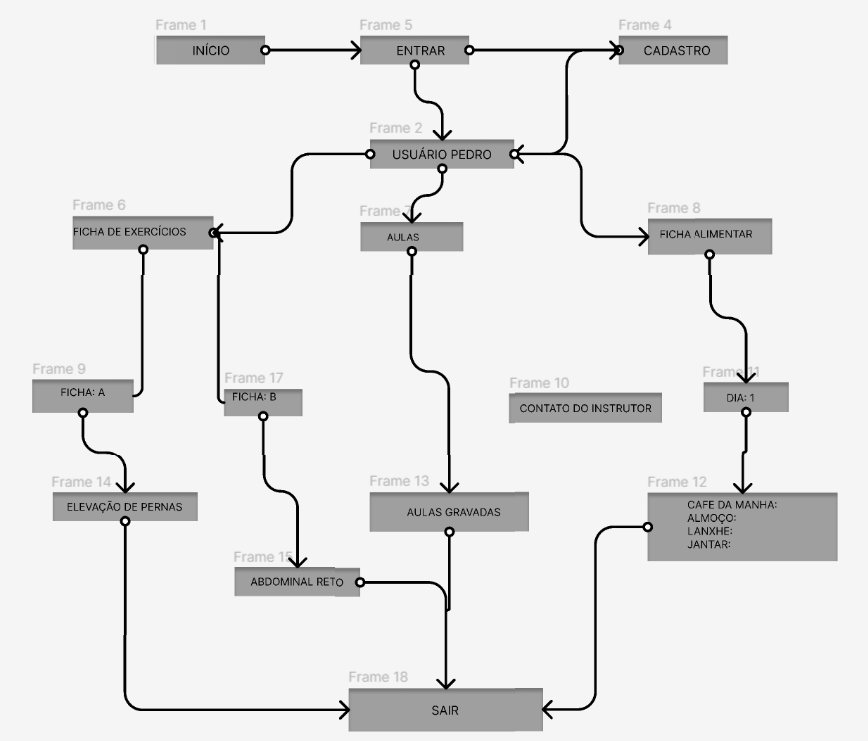 Frame 1
INÍCIO
Frame 5
ENTRAR
Frame 4
CADASTRO
Frame 2
USUÁRIO PEDRO
Frame 6
FICHA DE EXERCÍCIOS
Frame
AULAS
Frame 8
FICHA ALIMENTAR
Frame 9
FICHA: A
Frame 17
FICHA: B
Frame 10
CONTATO DO INSTRUTOR
Frame 11
DIA: 1
Frame 14
ELEVAÇÃO DE PERNAS
Frame 13
AULAS GRAVADAS
Frame 12
CAFE DA MANHA:
ALMOÇO:
LANXHE:
JANTAR:
Frame 15
ABDOMINAL RETO
Frame 18
SAIR